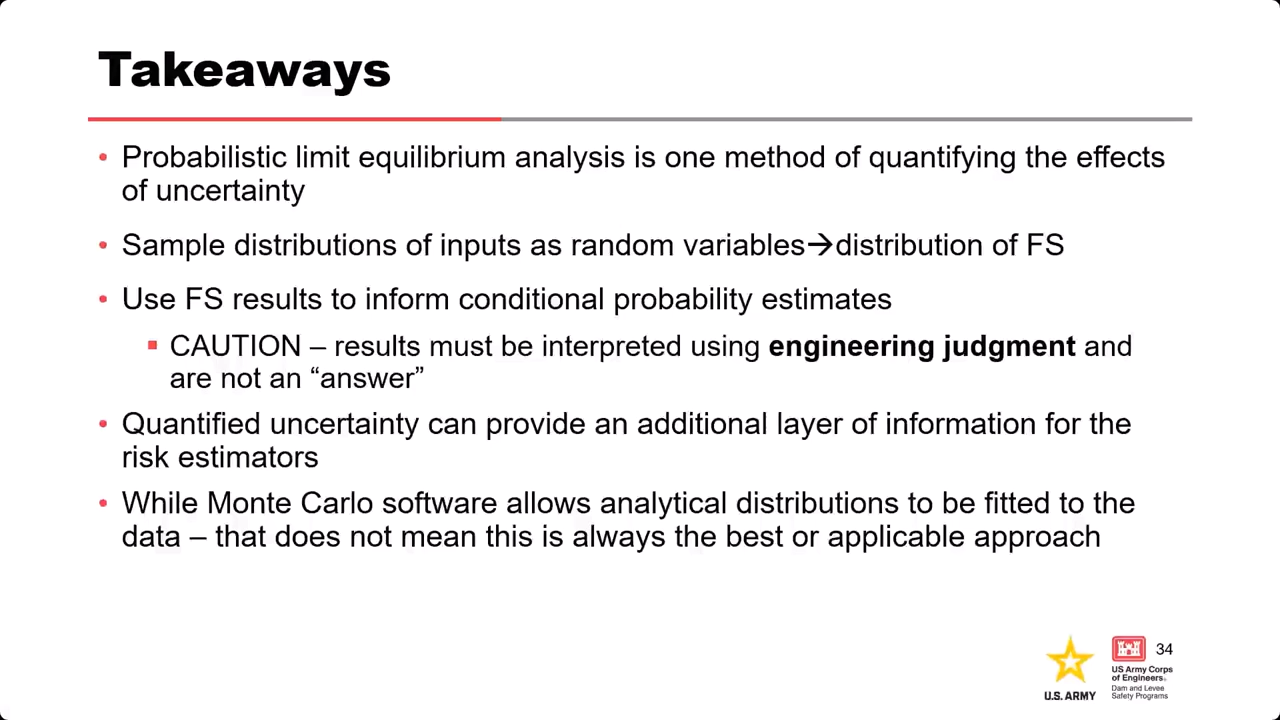 Takeaways
• Probabilistic limit equilibrium analysis is one method of quantifying the effects
of uncertainty
• Sample distributions of inputs as random variables→distribution of FS
• Use FS results to inform conditional probability estimates
▪ CAUTION – results must be interpreted using engineering judgment and
are not an “answer”
• Quantified uncertainty can provide an additional layer of information for the
risk estimators
• While Monte Carlo software allows analytical distributions to be fitted to the
data – that does not mean this is always the best or applicable approach
34
U.S. ARMY
US Army Corps
of Engineers®
Dam and Levee
Safety Programs